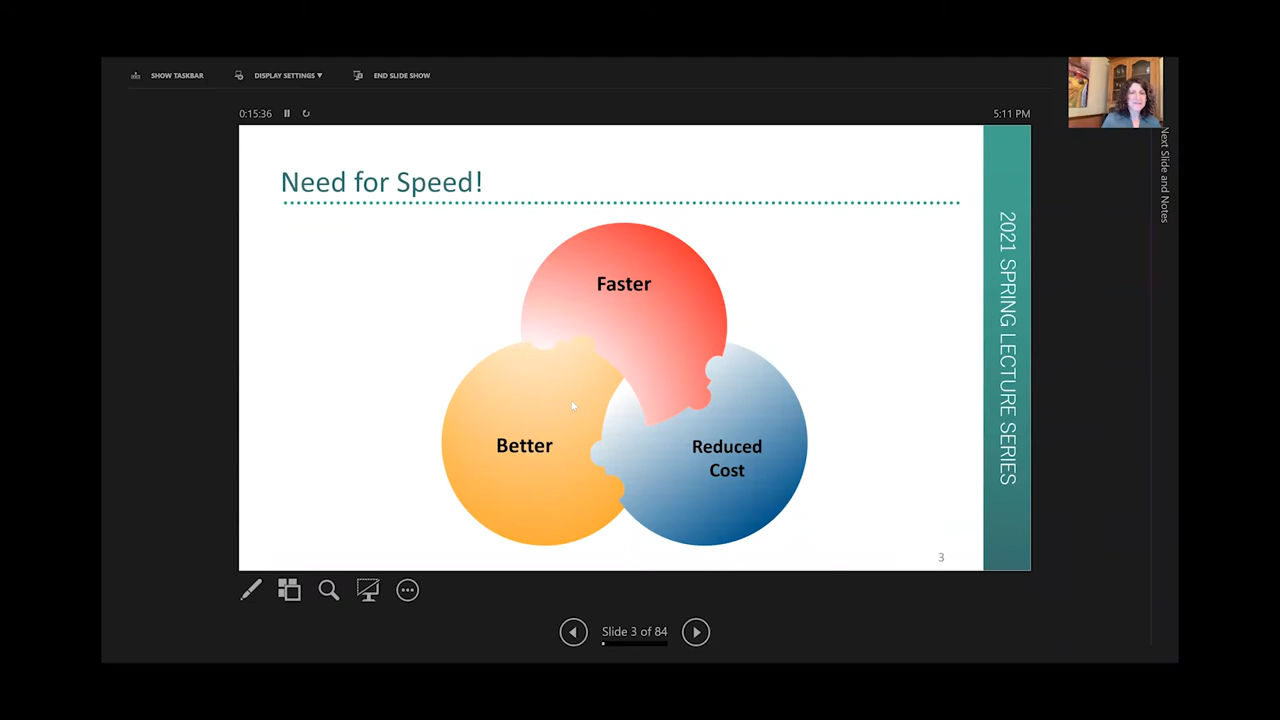 SHOW TASKBAR
DISPLAY SETTINGS ▼
END SLIDE SHOW
0:15:36
5:11 PM
Next Slide and Notes
Need for Speed!
2021 SPRING LECTURE SERIES
Faster
Better
Reduced
Cost
3
Slide 3 of 84